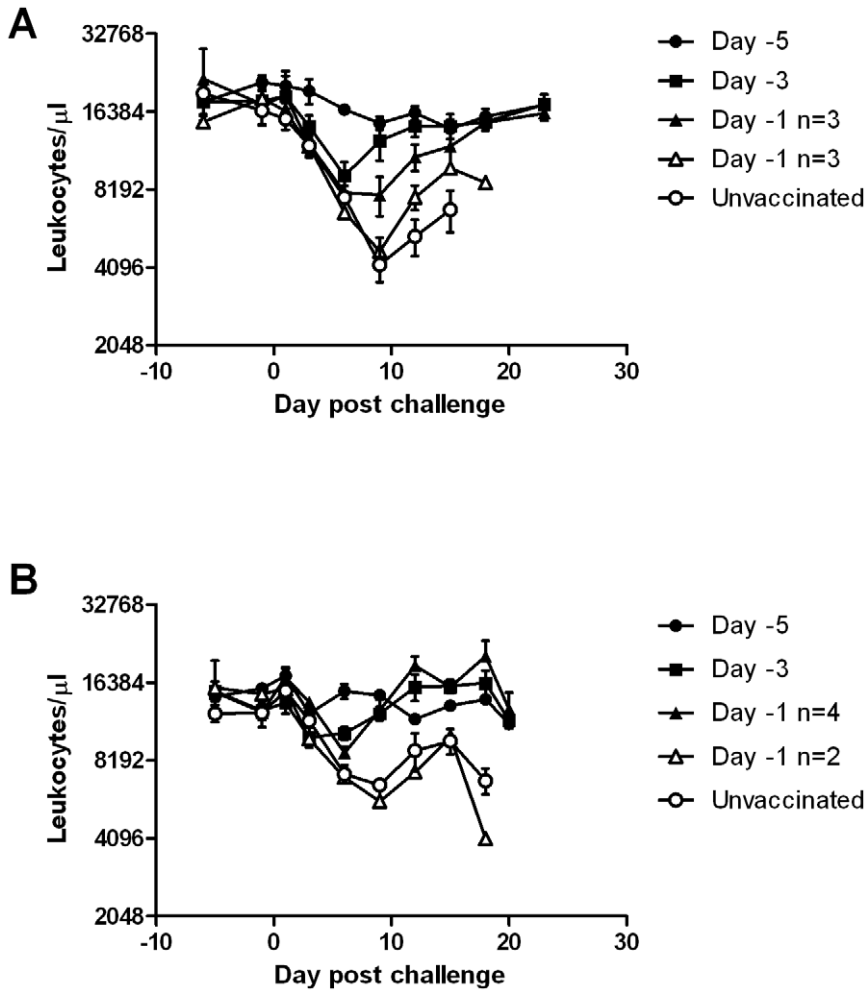 A
32768
16384
8192
4096
2048
-10
0
10
20
30
Leukocytes/µl
Day post challenge
Day -5
Day -3
Day -1 n=3
Day -1 n=3
Unvaccinated
B
32768
16384
8192
4096
2048
-10
0
10
20
30
Leukocytes/µl
Day post challenge
Day -5
Day -3
Day -1 n=4
Day -1 n=2
Unvaccinated